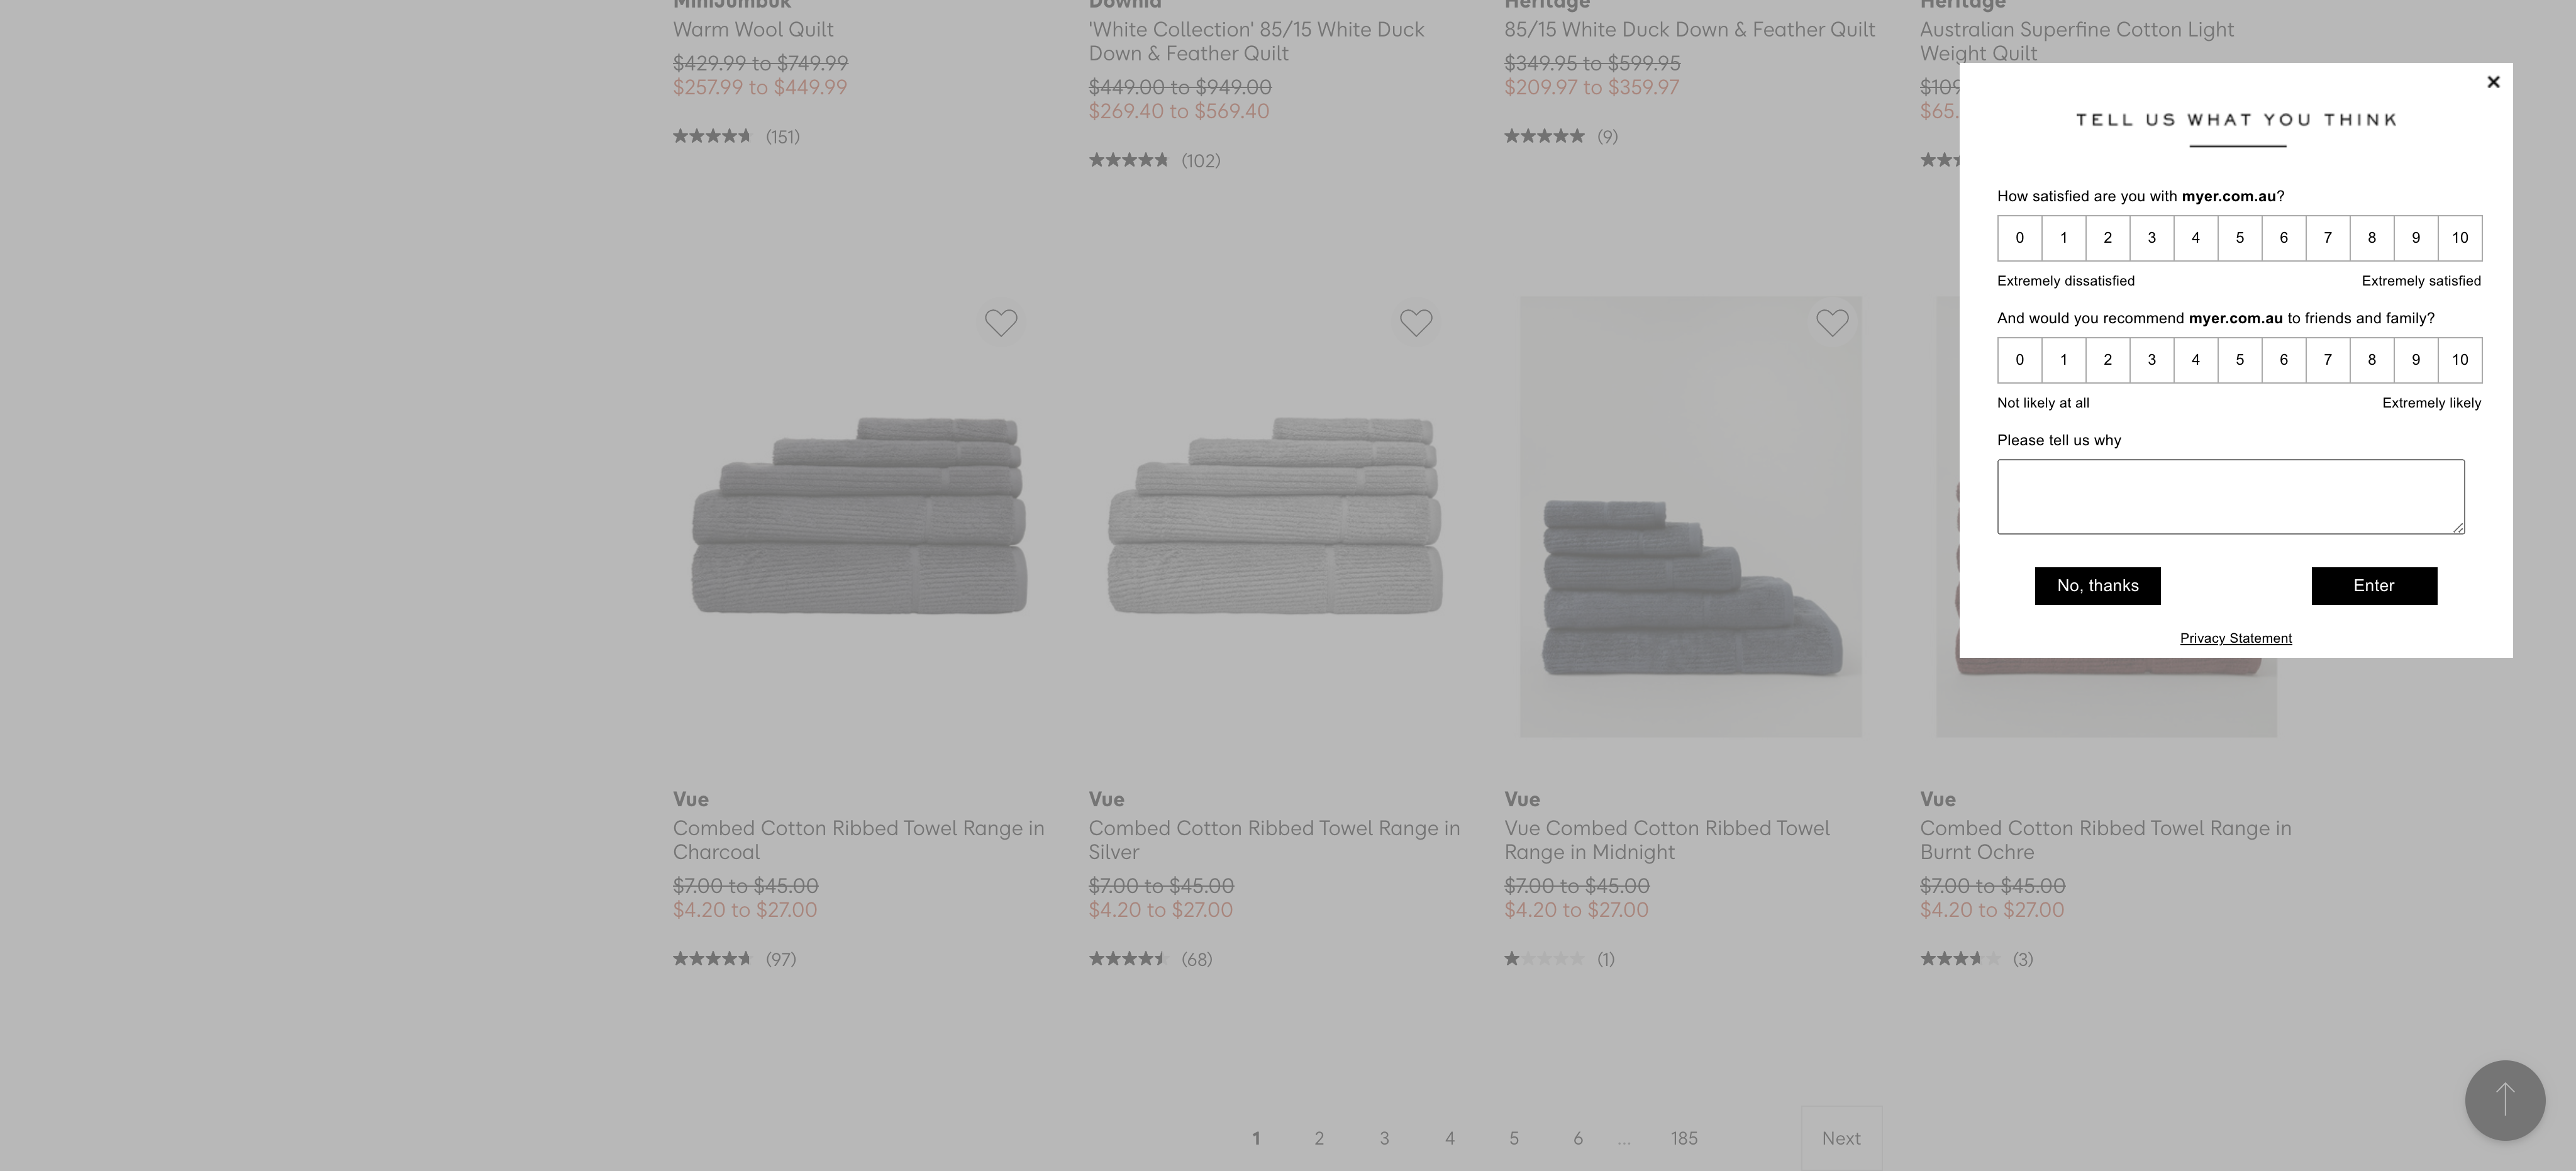 MiniJumbuk
Warm Wool Quilt
$429.99 to $749.99
$257.99 to $449.99
(151)
Downia
'White Collection' 85/15 White Duck
Down & Feather Quilt
$449.00 to $949.00
$269.40 to $569.40
(102)
Heritage
85/15 White Duck Down & Feather Quilt
$349.95 to $599.95
$209.97 to $359.97
(9)
Heritage
Australian Superfine Cotton Light
Weight Quilt
$109
$65.
TELL US WHAT YOU THINK
How satisfied are you with myer.com.au?
0 1 2 3 4 5 6 7 8 9 10
Extremely dissatisfied Extremely satisfied
And would you recommend myer.com.au to friends and family?
0 1 2 3 4 5 6 7 8 9 10
Not likely at all Extremely likely
Please tell us why
No, thanks Enter
Privacy Statement
Vue
Combed Cotton Ribbed Towel Range in
Charcoal
$7.00 to $45.00
$4.20 to $27.00
(97)
Vue
Combed Cotton Ribbed Towel Range in
Silver
$7.00 to $45.00
$4.20 to $27.00
(68)
Vue
Vue Combed Cotton Ribbed Towel
Range in Midnight
$7.00 to $45.00
$4.20 to $27.00
(1)
Vue
Combed Cotton Ribbed Towel Range in
Burnt Ochre
$7.00 to $45.00
$4.20 to $27.00
(3)
1 2 3 4 5 6 ... 185 Next